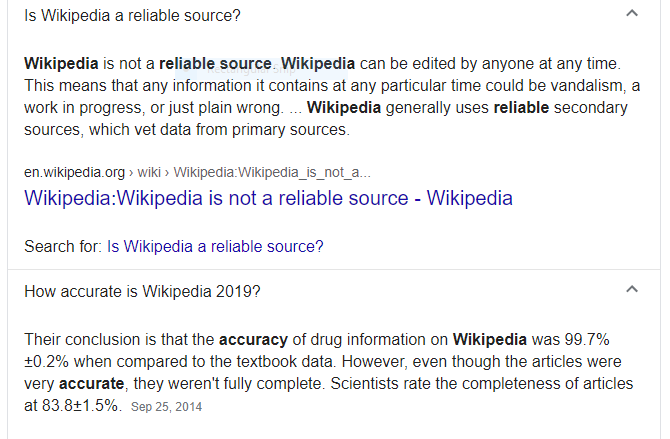 Is Wikipedia a reliable source?
Wikipedia is not a reliable source. Wikipedia can be edited by anyone at any time.
This means that any information it contains at any particular time could be vandalism, a
work in progress, or just plain wrong. ... Wikipedia generally uses reliable secondary
sources, which vet data from primary sources.
en.wikipedia.org › wiki › Wikipedia:Wikipedia_is_not_a...
Wikipedia:Wikipedia is not a reliable source - Wikipedia
Search for: Is Wikipedia a reliable source?
How accurate is Wikipedia 2019?
Their conclusion is that the accuracy of drug information on Wikipedia was 99.7%
±0.2% when compared to the textbook data. However, even though the articles were
very accurate, they weren't fully complete. Scientists rate the completeness of articles
at 83.8±1.5%. Sep 25, 2014